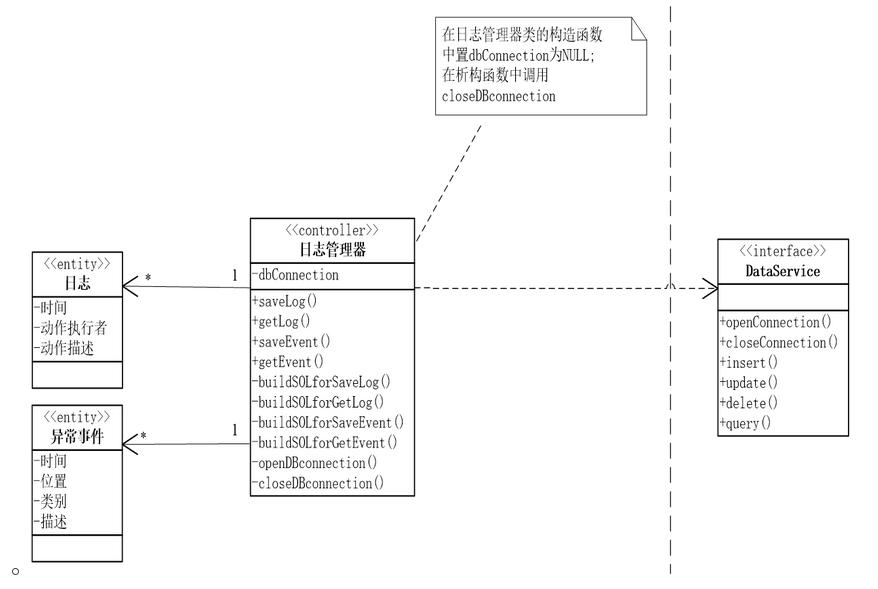 在日志管理器类的构造函数
中置dbConnection为NULL;
在析构函数中调用
closeDBconnection
<<controller>>
日志管理器
-dbConnection
+saveLog()
+getLog()
+saveEvent()
+getEvent()
-buildSOLforSaveLog()
-buildSOLforGetLog()
-buildSOLforSaveEvent()
-buildSOLforGetEvent()
-openDBconnection()
-closeDBconnection()
<<entity>>
日志
-时间
-动作执行者
-动作描述
* 1
<<entity>>
异常事件
-时间
-位置
-类别
-描述
* 1
<<interface>>
DataService
+openConnection()
+closeConnection()
+insert()
+update()
+delete()
+query()
。